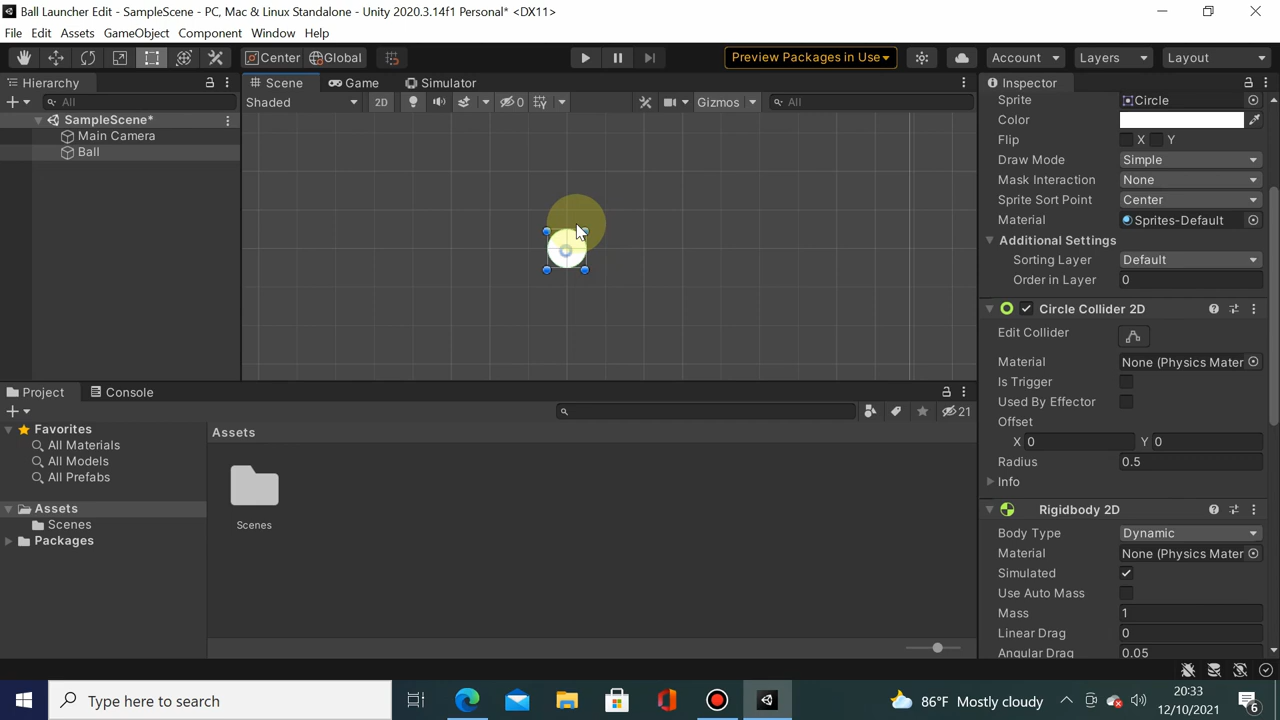 Ball Launcher Edit - SampleScene - PC, Mac & Linux Standalone - Unity 2020.3.14f1 Personal* <DX11>
File Edit Assets GameObject Component Window Help
Center Global Preview Packages in Use Account Layers Layout
Hierarchy
All
SampleScene*
Main Camera
Ball
Scene Game Simulator
Shaded 2D 0 Gizmos All
Inspector
Sprite Circle
Color
Flip X Y
Draw Mode Simple
Mask Interaction None
Sprite Sort Point Center
Material Sprites-Default
Additional Settings
Sorting Layer Default
Order in Layer 0
Circle Collider 2D
Edit Collider
Material None (Physics Mater
Is Trigger
Used By Effector
Offset
X 0 Y 0
Radius 0.5
Info
Rigidbody 2D
Body Type Dynamic
Material None (Physics Mater
Simulated
Use Auto Mass
Mass 1
Linear Drag 0
Angular Drag 0.05
Project Console
21
Favorites
All Materials
All Models
All Prefabs
Assets
Scenes
Packages
Assets
Scenes
Type here to search
86°F Mostly cloudy
20:33
12/10/2021
6